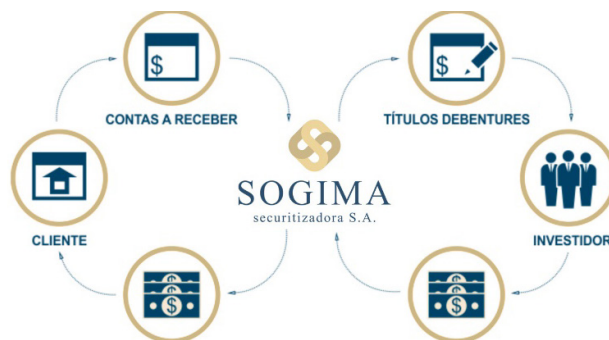 CONTAS A RECEBER
TÍTULOS DEBENTURES
SOGIMA
securitizadora S.A.
CLIENTE
INVESTIDOR
$
$
$
$